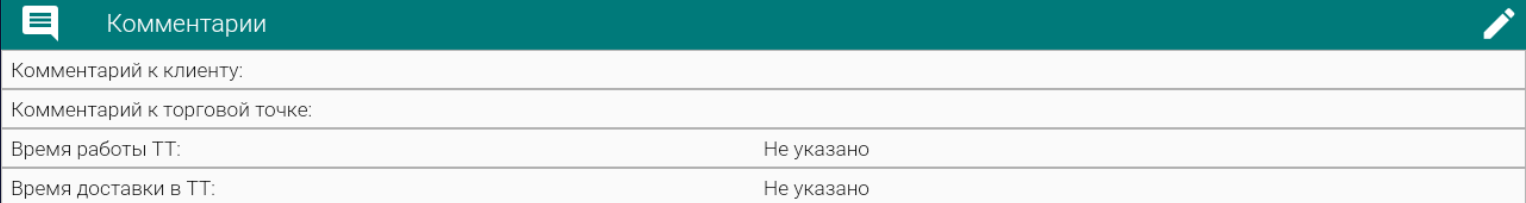 Комментарии
Комментарий к клиенту:
Комментарий к торговой точке:
Время работы ТТ: Не указано
Время доставки в ТТ: Не указано